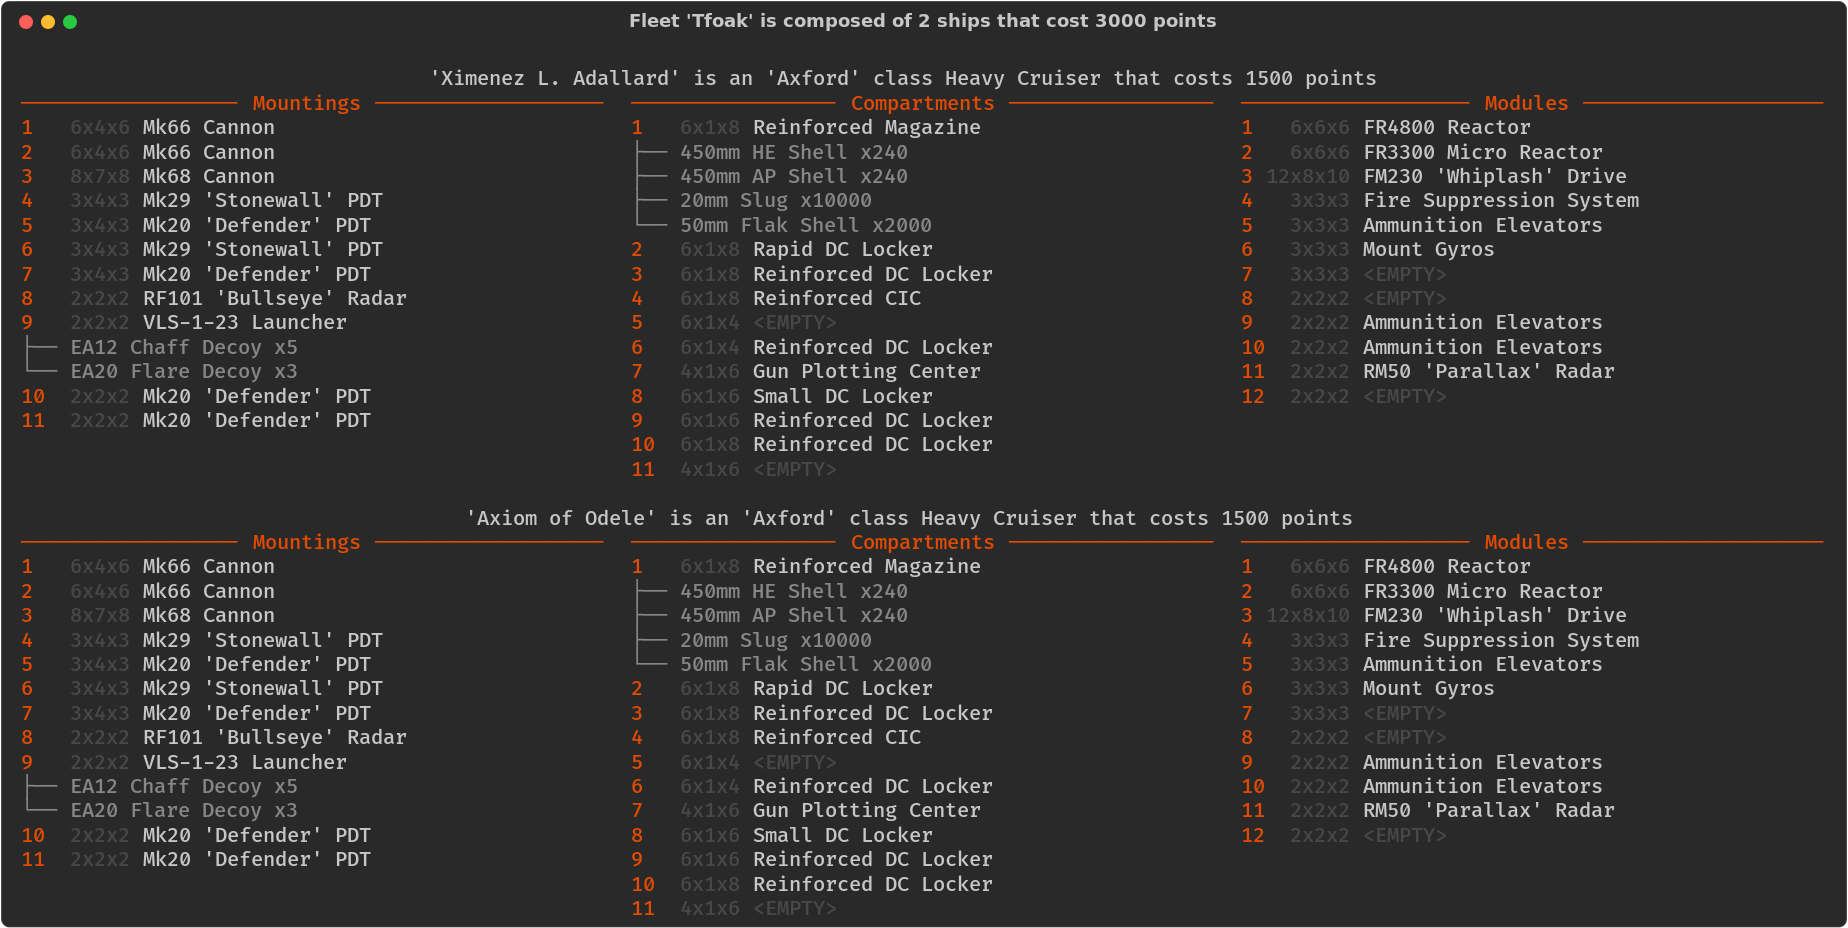 Fleet 'Tfoak' is composed of 2 ships that cost 3000 points
'Ximenez L. Adallard' is an 'Axford' class Heavy Cruiser that costs 1500 points
Mountings
1 6x4x6 Mk66 Cannon
2 6x4x6 Mk66 Cannon
3 8x7x8 Mk68 Cannon
4 3x4x3 Mk29 'Stonewall' PDT
5 3x4x3 Mk20 'Defender' PDT
6 3x4x3 Mk29 'Stonewall' PDT
7 3x4x3 Mk20 'Defender' PDT
8 2x2x2 RF101 'Bullseye' Radar
9 2x2x2 VLS-1-23 Launcher
├── EA12 Chaff Decoy x5
└── EA20 Flare Decoy x3
10 2x2x2 Mk20 'Defender' PDT
11 2x2x2 Mk20 'Defender' PDT
Compartments
1 6x1x8 Reinforced Magazine
├── 450mm HE Shell x240
├── 450mm AP Shell x240
├── 20mm Slug x10000
└── 50mm Flak Shell x2000
2 6x1x8 Rapid DC Locker
3 6x1x8 Reinforced DC Locker
4 6x1x8 Reinforced CIC
5 6x1x4 <EMPTY>
6 6x1x4 Reinforced DC Locker
7 4x1x6 Gun Plotting Center
8 6x1x6 Small DC Locker
9 6x1x6 Reinforced DC Locker
10 6x1x8 Reinforced DC Locker
11 4x1x6 <EMPTY>
Modules
1 6x6x6 FR4800 Reactor
2 6x6x6 FR3300 Micro Reactor
3 12x8x10 FM230 'Whiplash' Drive
4 3x3x3 Fire Suppression System
5 3x3x3 Ammunition Elevators
6 3x3x3 Mount Gyros
7 3x3x3 <EMPTY>
8 2x2x2 <EMPTY>
9 2x2x2 Ammunition Elevators
10 2x2x2 Ammunition Elevators
11 2x2x2 RM50 'Parallax' Radar
12 2x2x2 <EMPTY>
'Axiom of Odele' is an 'Axford' class Heavy Cruiser that costs 1500 points
Mountings
1 6x4x6 Mk66 Cannon
2 6x4x6 Mk66 Cannon
3 8x7x8 Mk68 Cannon
4 3x4x3 Mk29 'Stonewall' PDT
5 3x4x3 Mk20 'Defender' PDT
6 3x4x3 Mk29 'Stonewall' PDT
7 3x4x3 Mk20 'Defender' PDT
8 2x2x2 RF101 'Bullseye' Radar
9 2x2x2 VLS-1-23 Launcher
├── EA12 Chaff Decoy x5
└── EA20 Flare Decoy x3
10 2x2x2 Mk20 'Defender' PDT
11 2x2x2 Mk20 'Defender' PDT
Compartments
1 6x1x8 Reinforced Magazine
├── 450mm HE Shell x240
├── 450mm AP Shell x240
├── 20mm Slug x10000
└── 50mm Flak Shell x2000
2 6x1x8 Rapid DC Locker
3 6x1x8 Reinforced DC Locker
4 6x1x8 Reinforced CIC
5 6x1x4 <EMPTY>
6 6x1x4 Reinforced DC Locker
7 4x1x6 Gun Plotting Center
8 6x1x6 Small DC Locker
9 6x1x6 Reinforced DC Locker
10 6x1x8 Reinforced DC Locker
11 4x1x6 <EMPTY>
Modules
1 6x6x6 FR4800 Reactor
2 6x6x6 FR3300 Micro Reactor
3 12x8x10 FM230 'Whiplash' Drive
4 3x3x3 Fire Suppression System
5 3x3x3 Ammunition Elevators
6 3x3x3 Mount Gyros
7 3x3x3 <EMPTY>
8 2x2x2 <EMPTY>
9 2x2x2 Ammunition Elevators
10 2x2x2 Ammunition Elevators
11 2x2x2 RM50 'Parallax' Radar
12 2x2x2 <EMPTY>